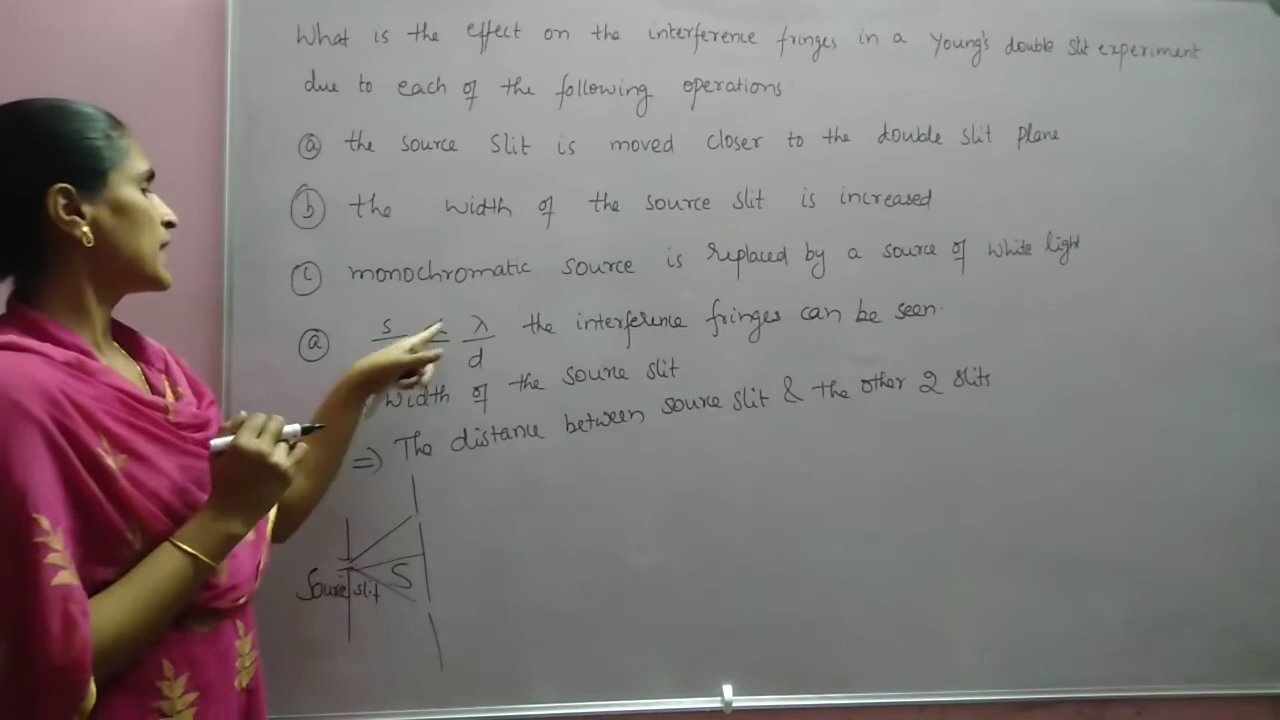 What is the effect on the interference fringes in a Young's double slit experiment
due to each of the following operations
(a) the source slit is moved closer to the double slit plane
(b) the width of the source slit is increased
(c) monochromatic source is replaced by a source of white light
(a) s < λ/d the interference fringes can be seen.
width of the source slit
=) The distance between source slit & the other 2 slits
S
Source slit